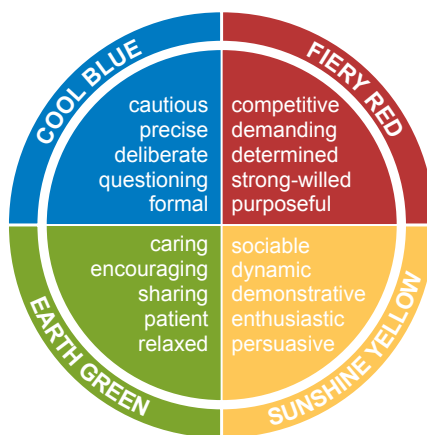 COOL BLUE
cautious
precise
deliberate
questioning
formal
FIERY RED
competitive
demanding
determined
strong-willed
purposeful
EARTH GREEN
caring
encouraging
sharing
patient
relaxed
SUNSHINE YELLOW
sociable
dynamic
demonstrative
enthusiastic
persuasive